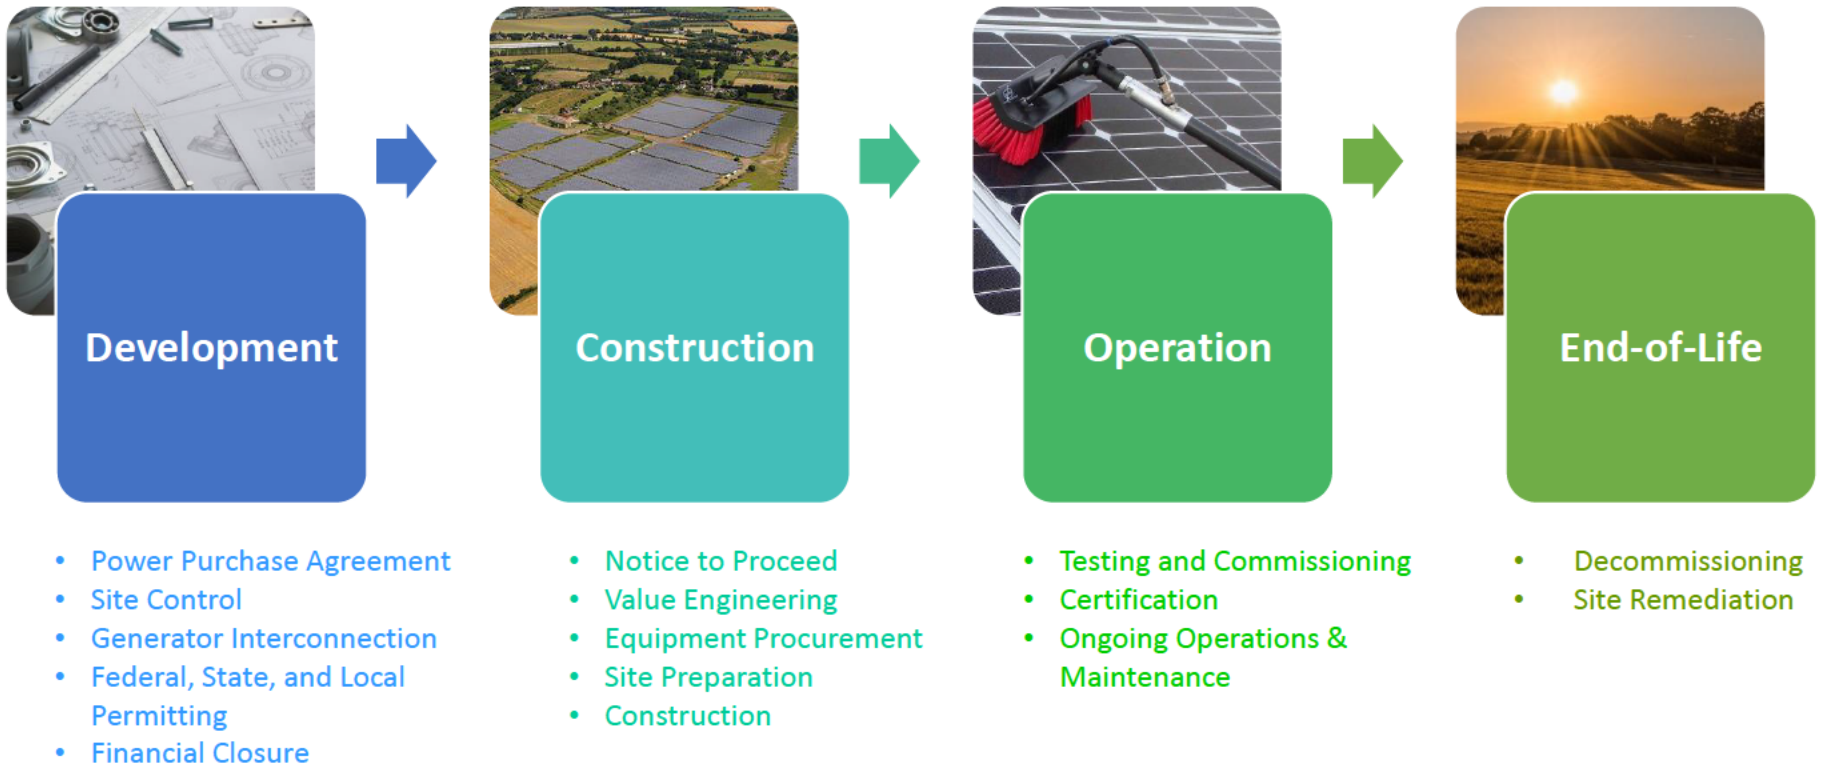 Development
Construction
Operation
End-of-Life
• Power Purchase Agreement
• Site Control
• Generator Interconnection
• Federal, State, and Local
Permitting
• Financial Closure
• Notice to Proceed
• Value Engineering
• Equipment Procurement
• Site Preparation
• Construction
• Testing and Commissioning
• Certification
• Ongoing Operations &
Maintenance
• Decommissioning
• Site Remediation